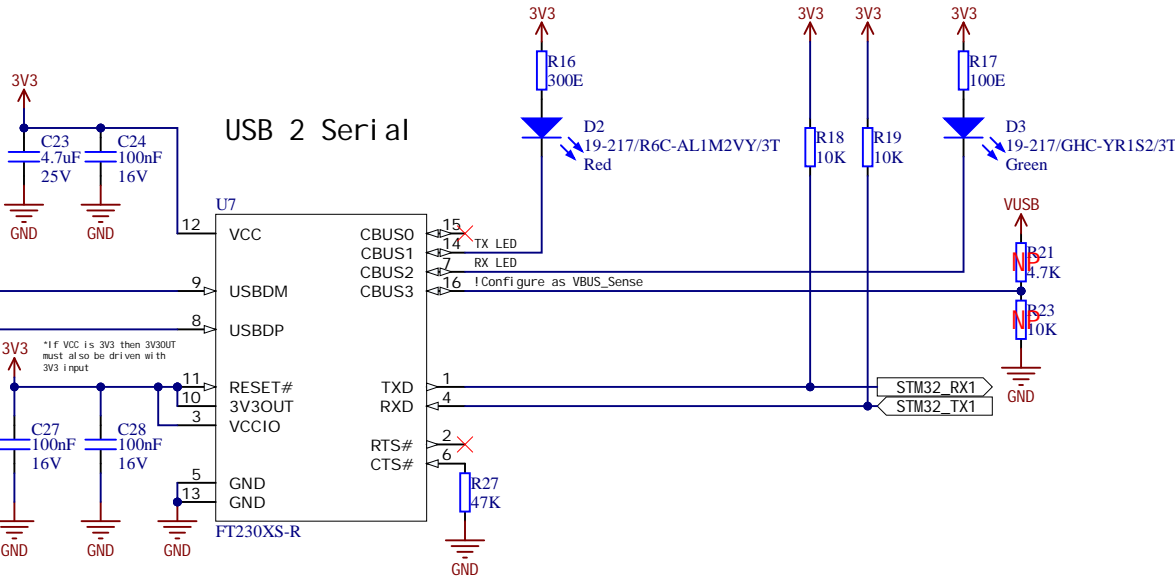 3V3
3V3
3V3
3V3
R16
300E
R17
100E
3V3
C23
4.7uF
25V
C24
100nF
16V
USB 2 Serial
D2
19-217/R6C-AL1M2VY/3T
Red
R18
10K
R19
10K
D3
19-217/GHC-YR1S2/3T
Green
GND
GND
U7
VUSB
12
VCC
CBUS0
15
CBUS1
14
TX LED
CBUS2
7
RX LED
R21
4.7K
NP
9
USBDM
CBUS3
16
!Configure as VBUS_Sense
R23
10K
NP
8
USBDP
3V3
*If VCC is 3V3 then 3V3OUT
must also be driven with
3V3 input
11
RESET#
TXD
1
STM32_RX1
GND
10
3V3OUT
RXD
4
STM32_TX1
3
VCCIO
C27
100nF
16V
C28
100nF
16V
RTS#
2
CTS#
6
5
GND
13
GND
R27
47K
FT230XS-R
GND
GND
GND
GND